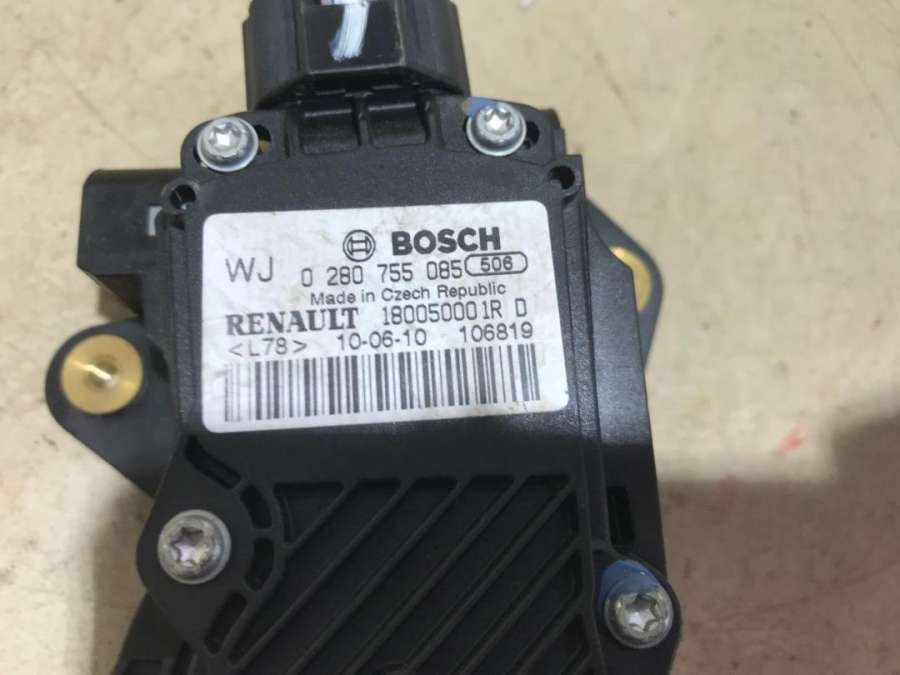 BOSCH
WJ 0 280 755 085 506
Made in Czech Republic
RENAULT 180050001R D
<L78> 10-06-10 106819